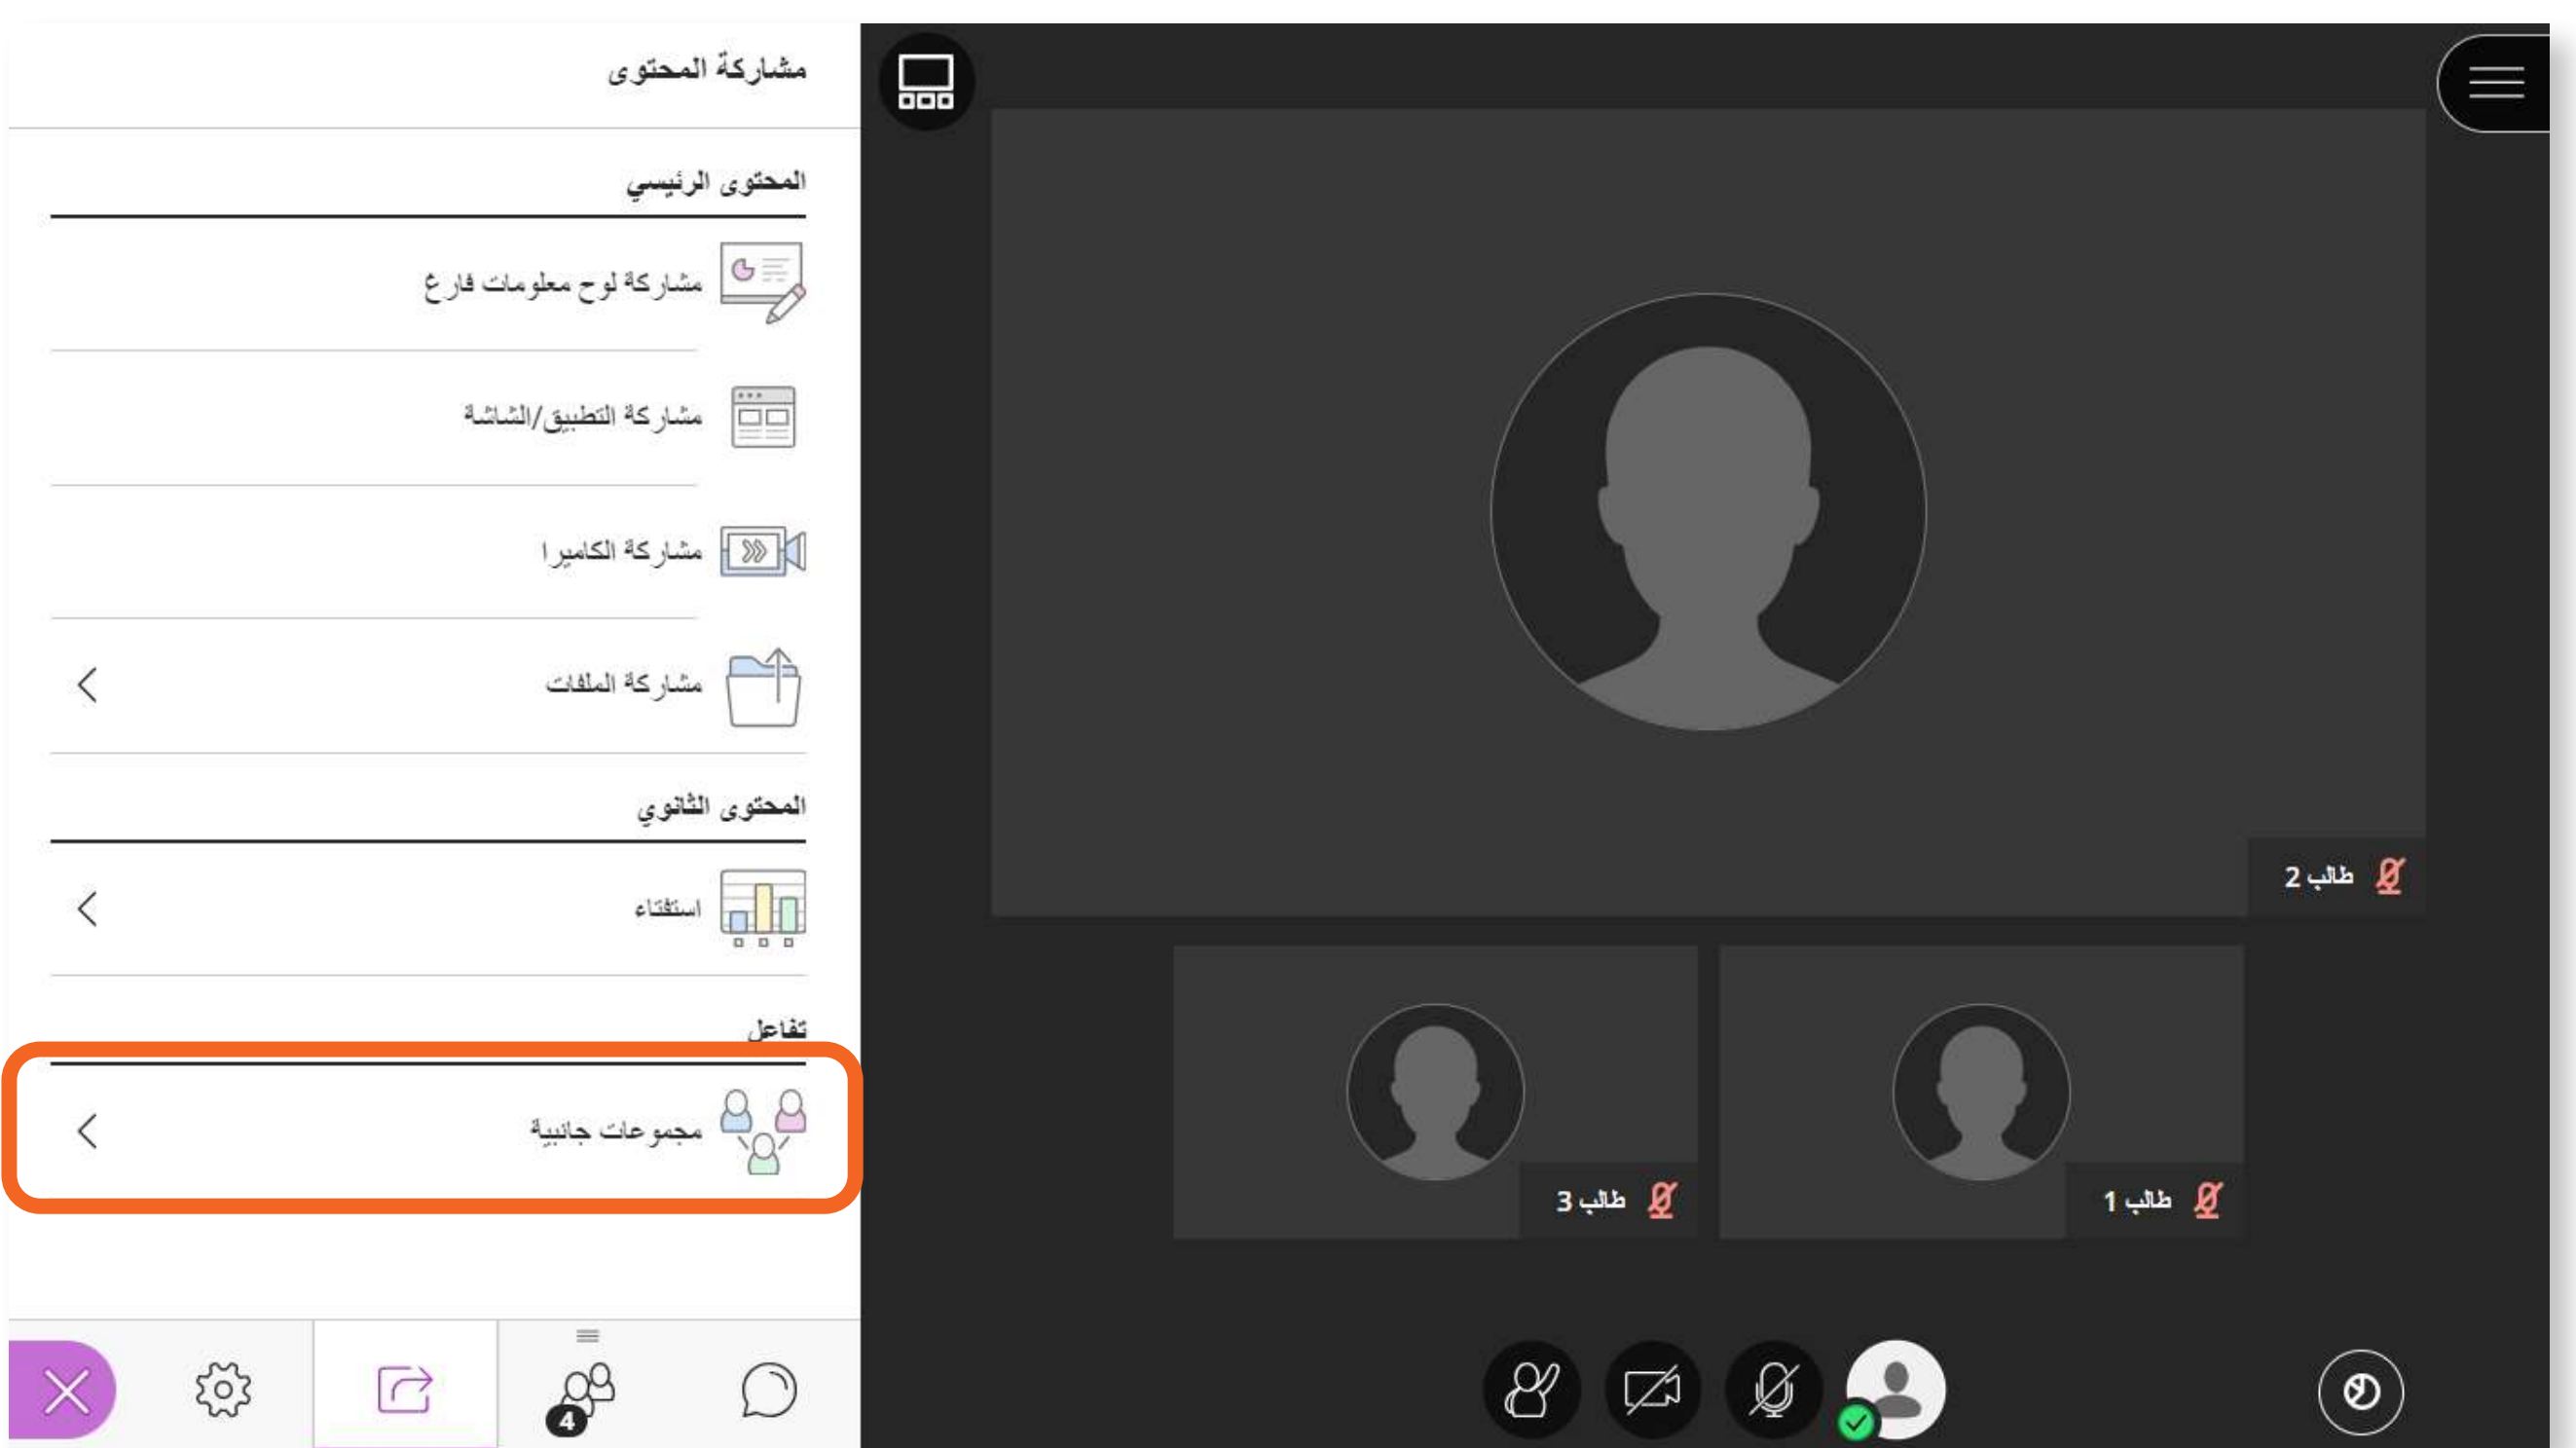 مشاركة المحتوى
المحتوى الرئيسي
مشاركة لوح معلومات فارغ
مشاركة التطبيق/الشاشة
مشاركة الكاميرا
مشاركة الملفات
المحتوى الثانوي
استفتاء
تفاعل
مجموعات جانبية
4
طالب 2
طالب 1
طالب 3